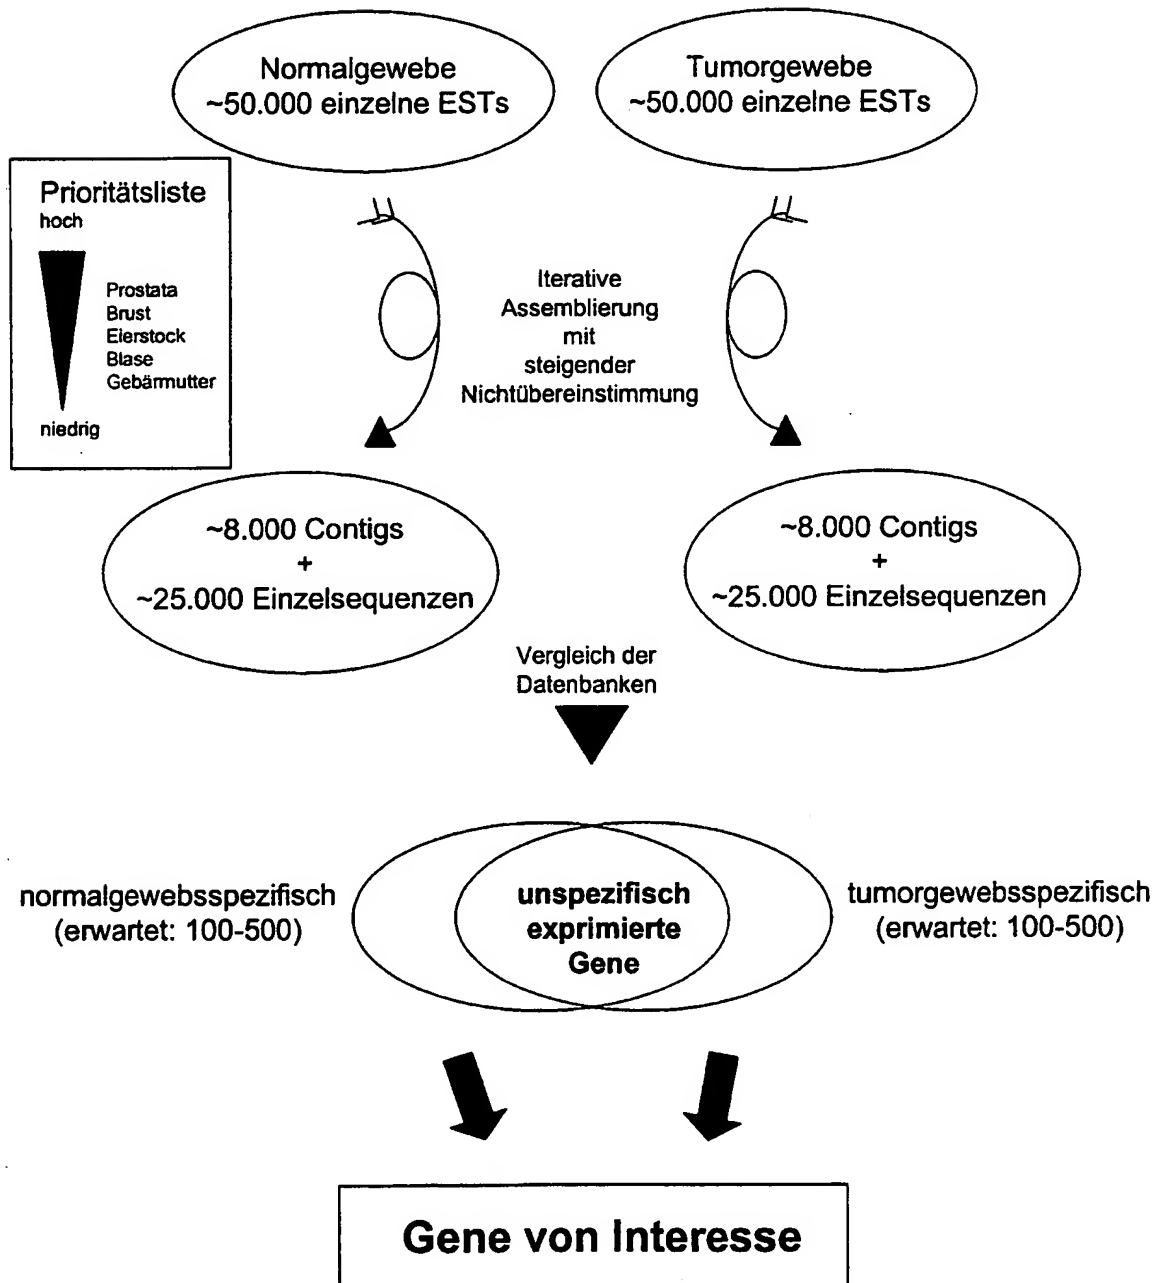 Normalgewebe
~50.000 einzelne ESTs
Tumorgewebe
~50.000 einzelne ESTs
Prioritätsliste
hoch
Prostata
Brust
Eierstock
Blase
Gebärmutter
niedrig
Iterative
Assemblierung
mit
steigender
Nichtübereinstimmung
~8.000 Contigs
+
~25.000 Einzelsequenzen
~8.000 Contigs
+
~25.000 Einzelsequenzen
Vergleich der
Datenbanken
normalgewebsspezifisch
(erwartet: 100-500)
unspezifisch
exprimierte
Gene
tumorgewebsspezifisch
(erwartet: 100-500)
Gene von Interesse